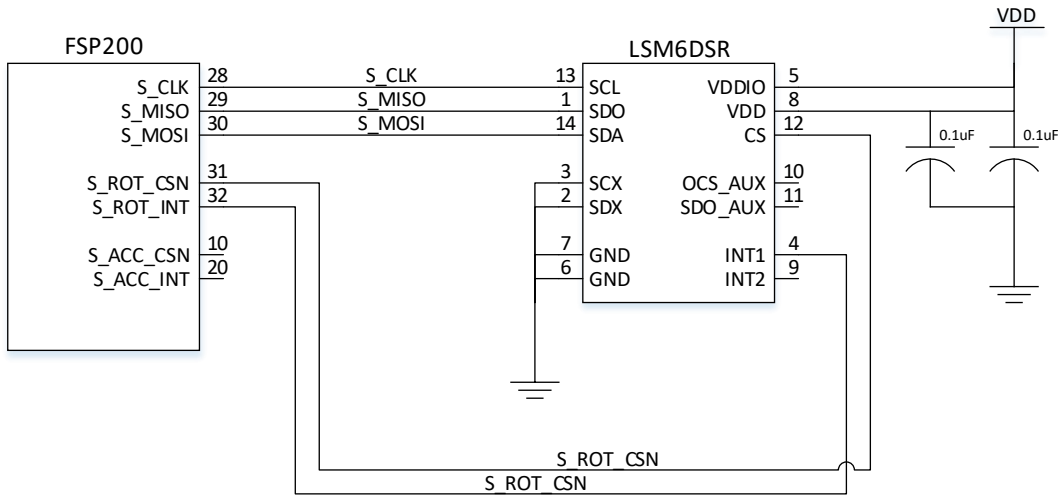 VDD
FSP200
LSM6DSR
S_CLK 28 S_CLK 13 SCL VDDIO 5
S_MISO 29 S_MISO 1 SDO VDD 8
S_MOSI 30 S_MOSI 14 SDA CS 12
0.1uF 0.1uF
S_ROT_CSN 31 3 SCX OCS_AUX 10
S_ROT_INT 32 2 SDX SDO_AUX 11
S_ACC_CSN 10 7 GND INT1 4
S_ACC_INT 20 6 GND INT2 9
S_ROT_CSN
S_ROT_CSN